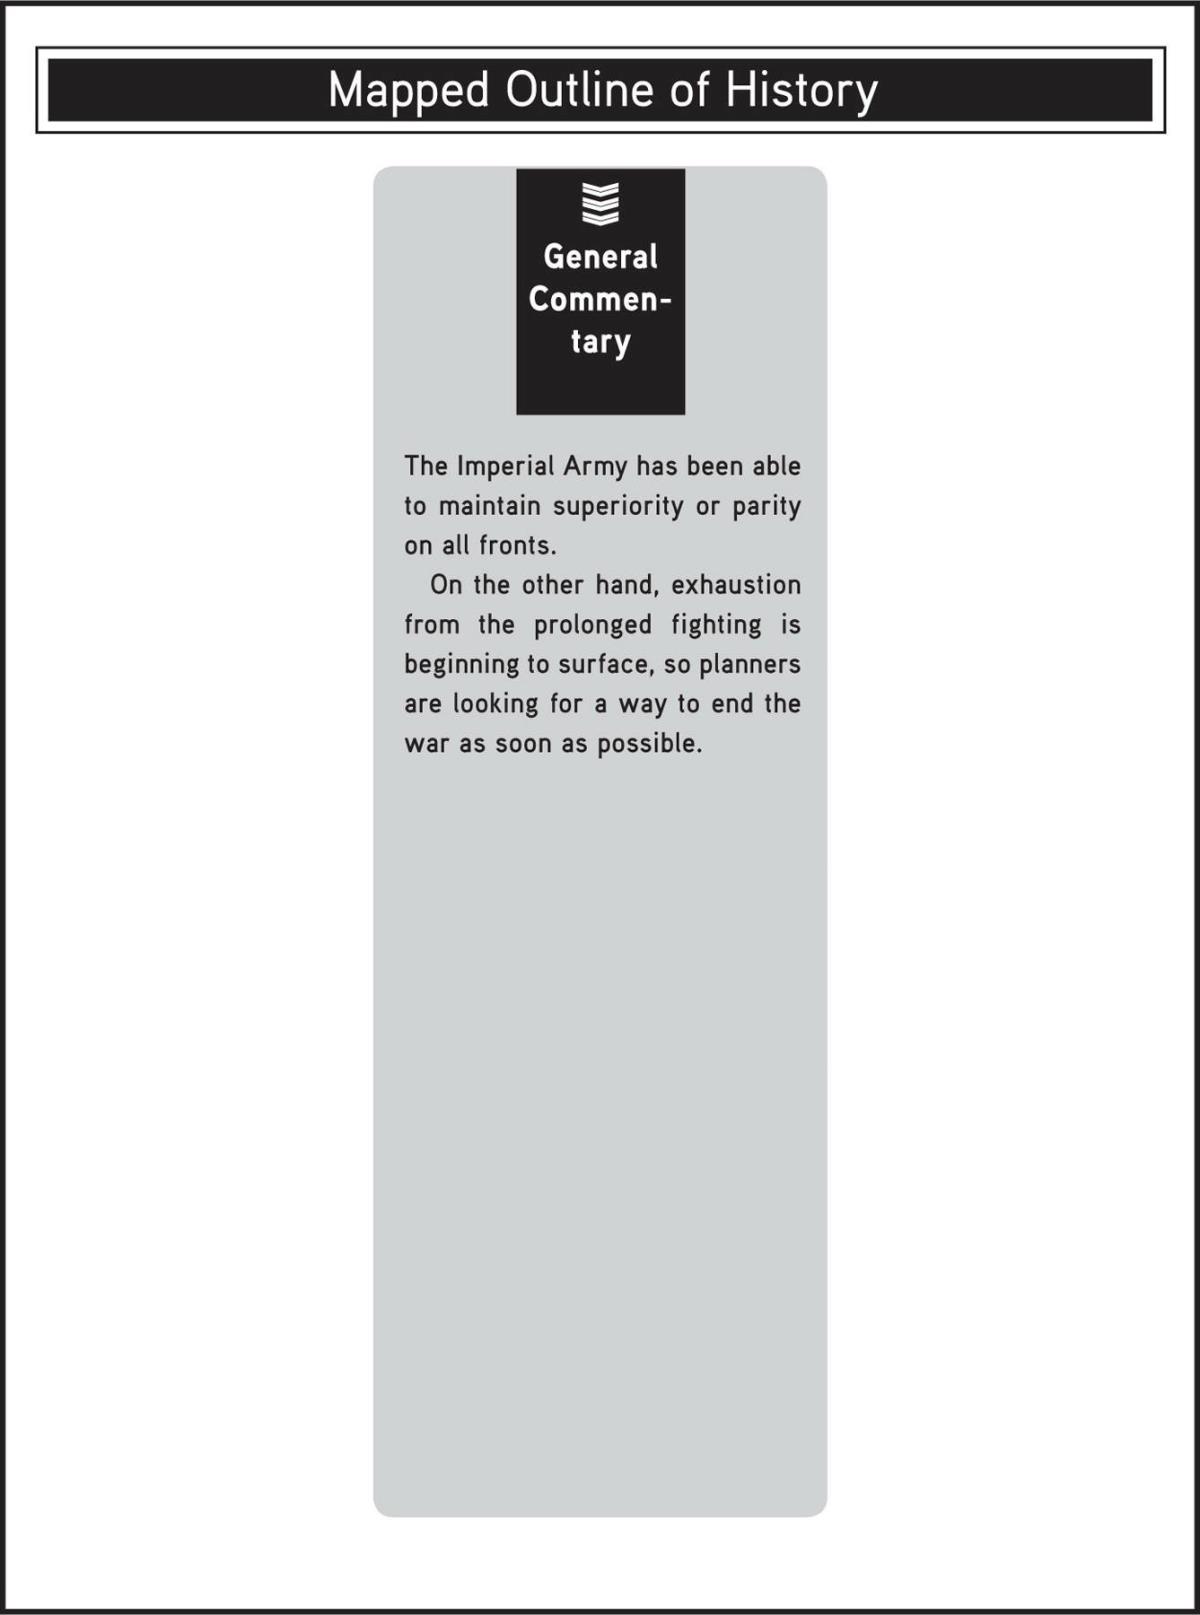 Mapped Outline of History
General
Commen-
tary
The Imperial Army has been able
to maintain superiority or parity
on all fronts.
On the other hand, exhaustion
from the prolonged fighting is
beginning to surface, so planners
are looking for a way to end the
war as soon as possible.